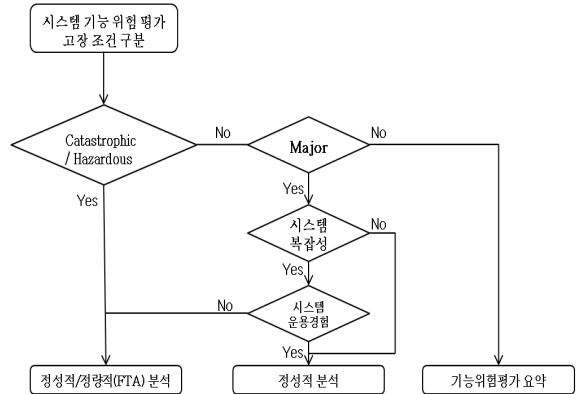 시스템 기능 위험 평가
고장 조건 구분
Catastrophic
/ Hazardous
No
Major
No
Yes
Yes
시스템
복잡성
No
Yes
No
시스템
운용경험
Yes
정성적/정량적(FTA) 분석
정성적 분석
기능위험평가 요약